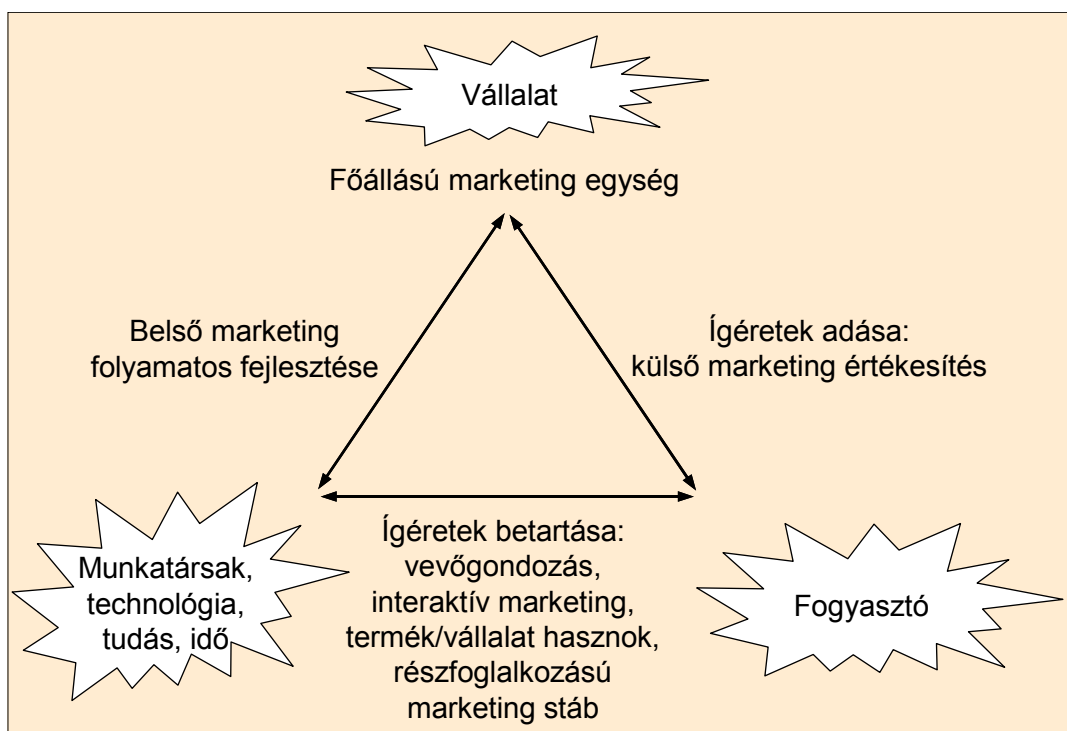 Vállalat
Főállású marketing egység
Belső marketing
folyamatos fejlesztése
Ígéretek adása:
külső marketing értékesítés
Munkatársak,
technológia,
tudás, idő
Ígéretek betartása:
vevőgondozás,
interaktív marketing,
termék/vállalat hasznok,
részfoglalkozású
marketing stáb
Fogyasztó